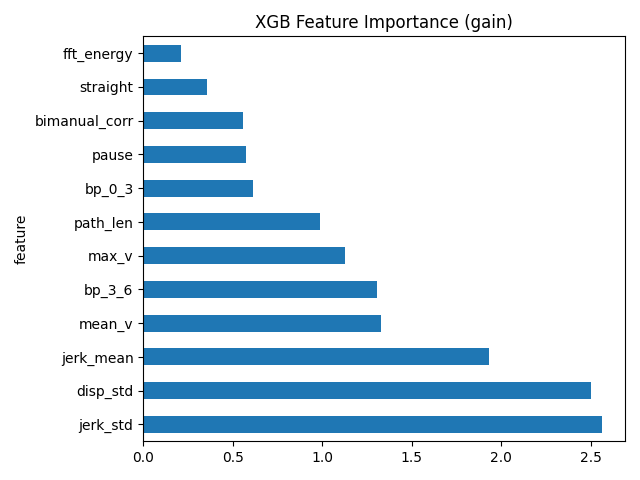 XGB Feature Importance (gain)
fft_energy
straight
bimanual_corr
pause
bp_0_3
path_len
max_v
bp_3_6
mean_v
jerk_mean
disp_std
jerk_std
feature
0.0 0.5 1.0 1.5 2.0 2.5